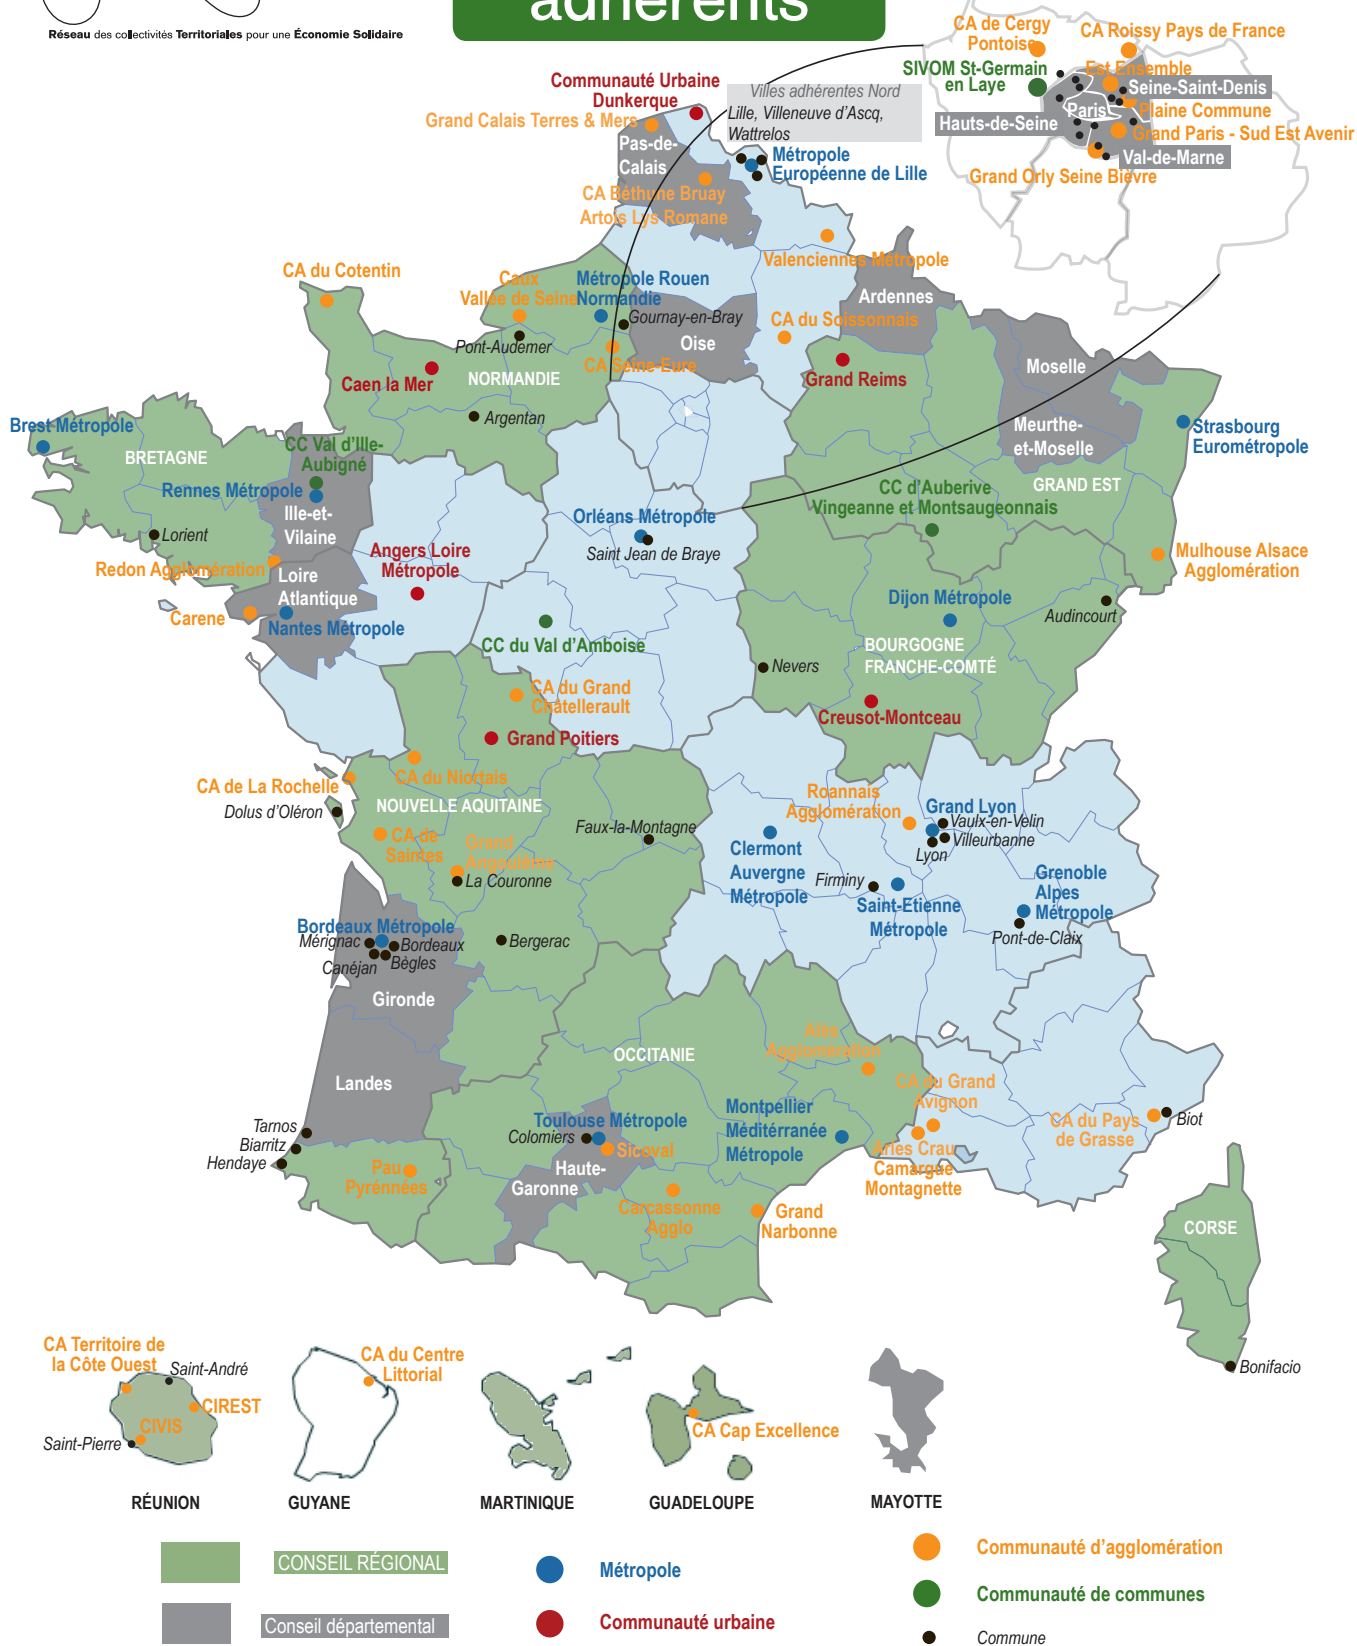 adhérents
Réseau des collectivités Territoriales pour une Économie Solidaire
CA de Cergy
Pontoise
CA Roissy Pays de France
SIVOM St-Germain
en Laye
Est Ensemble
Seine-Saint-Denis
Paris
Plaine Commune
Hauts-de-Seine
Grand Paris - Sud Est Avenir
Val-de-Marne
Grand Orly Seine Bièvre
Communauté Urbaine
Dunkerque
Villes adhérentes Nord
Lille, Villeneuve d'Ascq,
Wattrelos
Grand Calais Terres & Mers
Pas-de-
Calais
Métropole
Européenne de Lille
CA Béthune Bruay
Artois Lys Romane
Valenciennes Métropole
CA du Cotentin
Caux
Vallée de Seine
Métropole Rouen
Normandie
Gournay-en-Bray
Ardennes
Oise
CA du Soissonnais
Pont-Audemer
CA Seine-Eure
Caen la Mer
NORMANDIE
Grand Reims
Moselle
Argentan
Brest Métropole
Meurthe-
et-Moselle
Strasbourg
Eurométropole
BRETAGNE
CC Val d'Ille-
Aubigné
Rennes Métropole
GRAND EST
CC d'Auberive
Vingeanne et Montsaugeonnais
Ille-et-
Vilaine
Lorient
Orléans Métropole
Saint Jean de Braye
Angers Loire
Métropole
Mulhouse Alsace
Agglomération
Redon Agglomération
Loire
Atlantique
Dijon Métropole
Audincourt
Carene
Nantes Métropole
CC du Val d'Amboise
BOURGOGNE
FRANCHE-COMTÉ
Nevers
CA du Grand
Châtellerault
Creusot-Montceau
Grand Poitiers
CA du Niortais
CA de La Rochelle
Dolus d'Oléron
NOUVELLE AQUITAINE
Roannais
Agglomération
Grand Lyon
Vaulx-en-Velin
Villeurbanne
Lyon
Faux-la-Montagne
CA de
Saintes
Grand
Angoulême
La Couronne
Clermont
Auvergne
Métropole
Firminy
Saint-Etienne
Métropole
Grenoble
Alpes
Métropole
Pont-de-Claix
Bordeaux Métropole
Mérignac
Bordeaux
Canéjan
Bègles
Bergerac
Gironde
OCCITANIE
Alès
Agglomération
Landes
CA du Grand
Avignon
Tarnos
Biarritz
Hendaye
Toulouse Métropole
Colomiers
Sicoval
Montpellier
Méditérranée
Métropole
CA du Pays
de Grasse
Biot
Arles Crau
Camargue
Montagnette
Pau
Pyrénnées
Haute-
Garonne
Carcassonne
Agglo
Grand
Narbonne
CORSE
Bonifacio
CA Territoire de
la Côte Ouest
Saint-André
CIREST
CIVIS
Saint-Pierre
CA du Centre
Littorial
CA Cap Excellence
RÉUNION
GUYANE
MARTINIQUE
GUADELOUPE
MAYOTTE
CONSEIL RÉGIONAL
Conseil départemental
Métropole
Communauté urbaine
Communauté d'agglomération
Communauté de communes
Commune